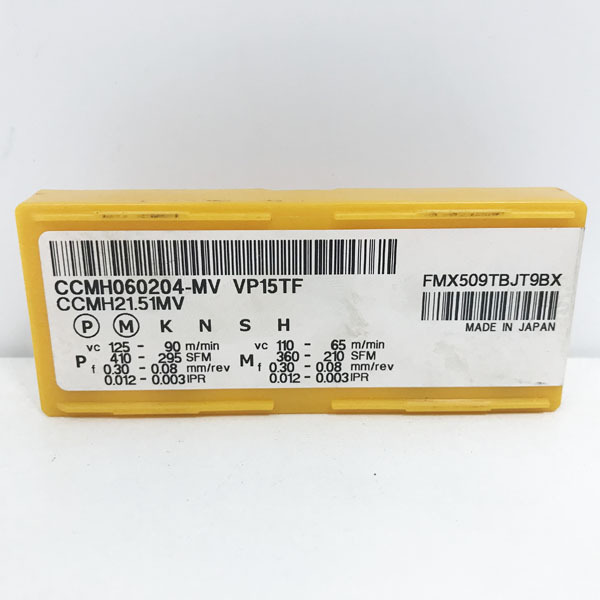 CCMH060204-MV VP15TF
CCMH21.51MV
FMX509TBJT9BX
MADE IN JAPAN
P M K N S H
P
vc 125 - 90 m/min
410 - 295 SFM
f 0.30 - 0.08 mm/rev
0.012 - 0.003 IPR
M
vc 110 - 65 m/min
360 - 210 SFM
f 0.30 - 0.08 mm/rev
0.012 - 0.003 IPR